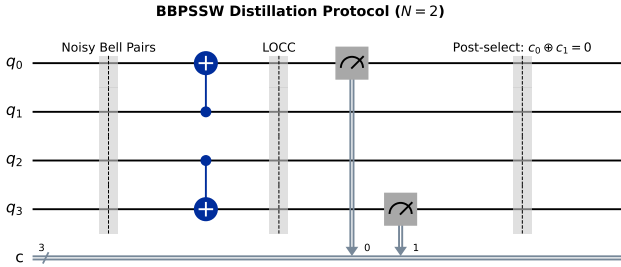 BBPSSW Distillation Protocol (N = 2)
Noisy Bell Pairs LOCC Post-select: c₀ ⊕ c₁ = 0
q₀
q₁
q₂
q₃
3 0 1
c